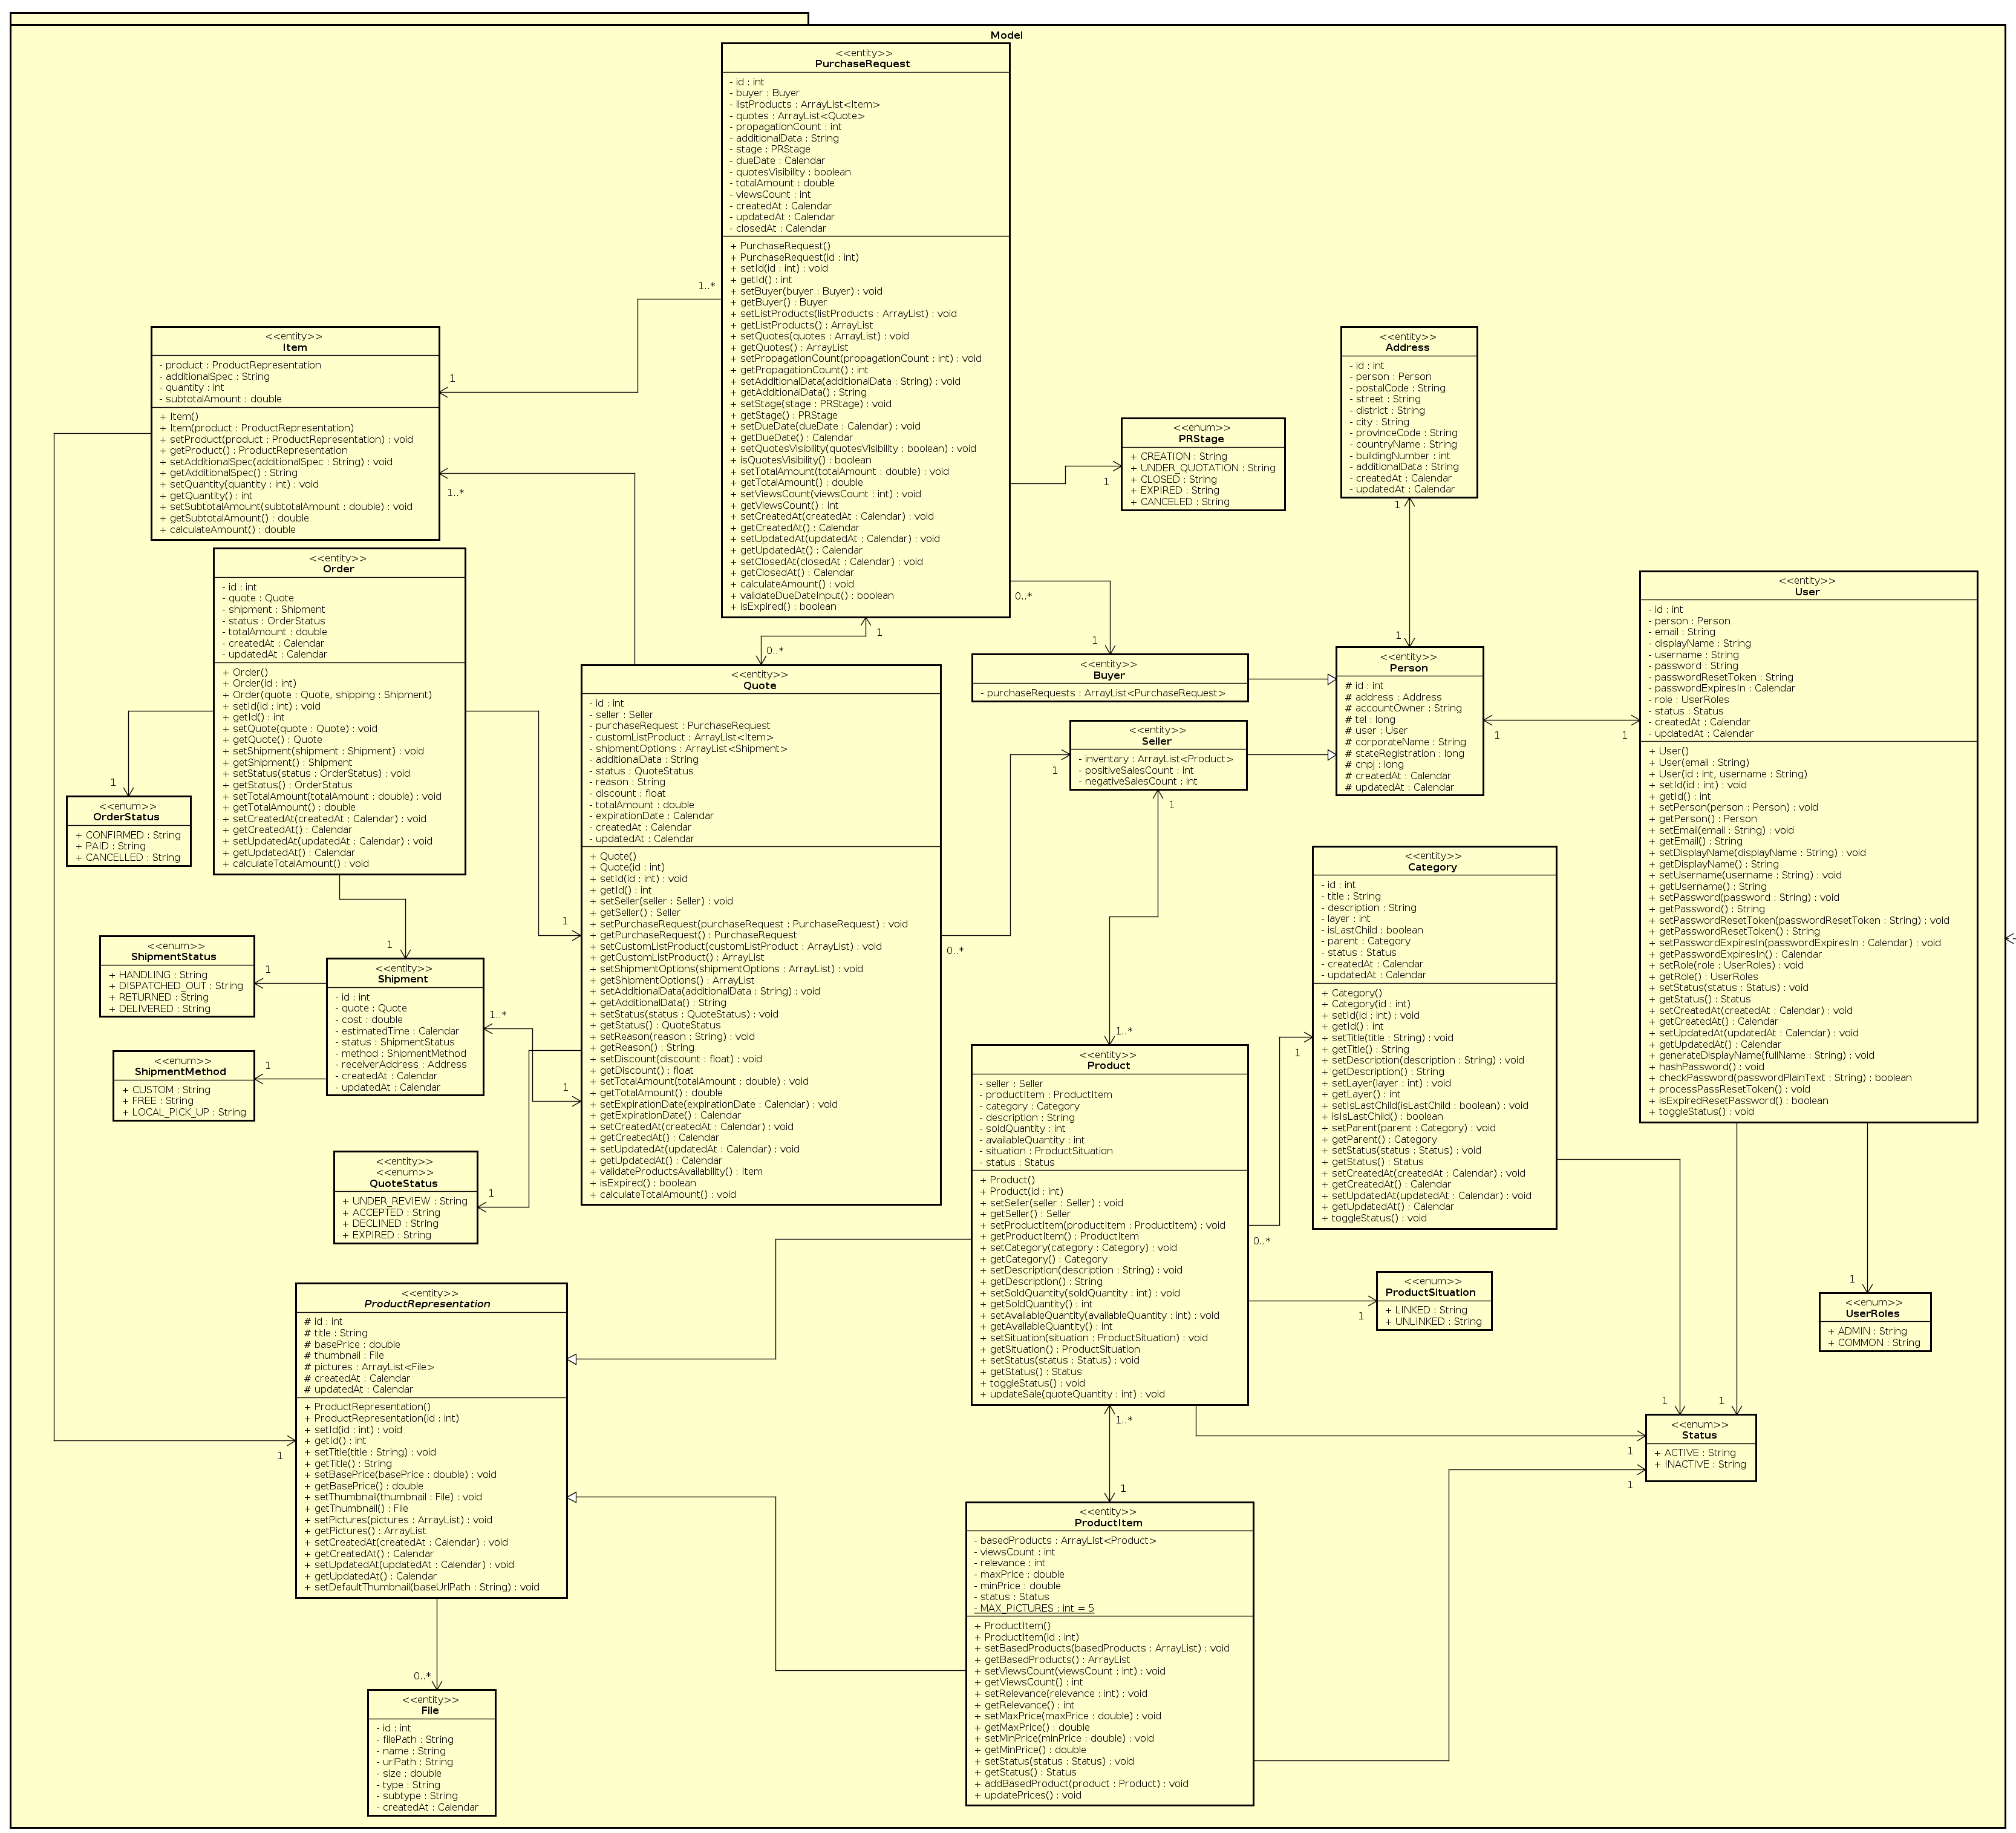 Model
<<entity>>
PurchaseRequest
- id : int
- buyer : Buyer
- listProducts : ArrayList<Item>
- quotes : ArrayList<Quote>
- propagationCount : int
- additionalData : String
- stage : PRStage
- dueDate : Calendar
- quotesVisibility : boolean
- totalAmount : double
- viewsCount : int
- createdAt : Calendar
- updatedAt : Calendar
- closedAt : Calendar
+ PurchaseRequest()
+ PurchaseRequest(id : int)
+ setId(id : int) : void
+ getId() : int
+ setBuyer(buyer : Buyer) : void
+ getBuyer() : Buyer
+ setListProducts(listProducts : ArrayList) : void
+ getListProducts() : ArrayList
+ setQuotes(quotes : ArrayList) : void
+ getQuotes() : ArrayList
+ setPropagationCount(propagationCount : int) : void
+ getPropagationCount() : int
+ setAdditionalData(additionalData : String) : void
+ getAdditionalData() : String
+ setStage(stage : PRStage) : void
+ getStage() : PRStage
+ setDueDate(dueDate : Calendar) : void
+ getDueDate() : Calendar
+ setQuotesVisibility(quotesVisibility : boolean) : void
+ isQuotesVisibility() : boolean
+ setTotalAmount(totalAmount : double) : void
+ getTotalAmount() : double
+ setViewsCount(viewsCount : int) : void
+ getViewsCount() : int
+ setCreatedAt(createdAt : Calendar) : void
+ getCreatedAt() : Calendar
+ setUpdatedAt(updatedAt : Calendar) : void
+ getUpdatedAt() : Calendar
+ setClosedAt(closedAt : Calendar) : void
+ getClosedAt() : Calendar
+ calculateAmount() : void
+ validateDueDateInput() : boolean
+ isExpired() : boolean
1..*
1
<<entity>>
Item
- product : ProductRepresentation
- additionalSpec : String
- quantity : int
- subtotalAmount : double
+ Item()
+ Item(product : ProductRepresentation)
+ setProduct(product : ProductRepresentation) : void
+ getProduct() : ProductRepresentation
+ setAdditionalSpec(additionalSpec : String) : void
+ getAdditionalSpec() : String
+ setQuantity(quantity : int) : void
+ getQuantity() : int
+ setSubtotalAmount(subtotalAmount : double) : void
+ getSubtotalAmount() : double
+ calculateAmount() : double
1..*
<<enum>>
PRStage
+ CREATION : String
+ UNDER_QUOTATION : String
+ CLOSED : String
+ EXPIRED : String
+ CANCELED : String
1
<<entity>>
Address
- id : int
- person : Person
- postalCode : String
- street : String
- district : String
- city : String
- provinceCode : String
- countryName : String
- buildingNumber : int
- additionalData : String
- createdAt : Calendar
- updatedAt : Calendar
1
1
<<entity>>
Order
- id : int
- quote : Quote
- shipment : Shipment
- status : OrderStatus
- totalAmount : double
- createdAt : Calendar
- updatedAt : Calendar
+ Order()
+ Order(id : int)
+ Order(quote : Quote, shipping : Shipment)
+ setId(id : int) : void
+ getId() : int
+ setQuote(quote : Quote) : void
+ getQuote() : Quote
+ setShipment(shipment : Shipment) : void
+ getShipment() : Shipment
+ setStatus(status : OrderStatus) : void
+ getStatus() : OrderStatus
+ setTotalAmount(totalAmount : double) : void
+ getTotalAmount() : double
+ setCreatedAt(createdAt : Calendar) : void
+ getCreatedAt() : Calendar
+ setUpdatedAt(updatedAt : Calendar) : void
+ getUpdatedAt() : Calendar
+ calculateTotalAmount() : void
1
0..*
0..*
1
<<entity>>
Buyer
- purchaseRequests : ArrayList<PurchaseRequest>
<<entity>>
Person
# id : int
# address : Address
# accountOwner : String
# tel : long
# user : User
# corporateName : String
# stateRegistration : long
# cnpj : long
# createdAt : Calendar
# updatedAt : Calendar
1
1
<<entity>>
User
- id : int
- person : Person
- email : String
- displayName : String
- username : String
- password : String
- passwordResetToken : String
- passwordExpiresIn : Calendar
- role : UserRoles
- status : Status
- createdAt : Calendar
- updatedAt : Calendar
+ User()
+ User(email : String)
+ User(id : int, username : String)
+ setId(id : int) : void
+ getId() : int
+ setPerson(person : Person) : void
+ getPerson() : Person
+ setEmail(email : String) : void
+ getEmail() : String
+ setDisplayName(displayName : String) : void
+ getDisplayName() : String
+ setUsername(username : String) : void
+ getUsername() : String
+ setPassword(password : String) : void
+ getPassword() : String
+ setPasswordResetToken(passwordResetToken : String) : void
+ getPasswordResetToken() : String
+ setPasswordExpiresIn(passwordExpiresIn : Calendar) : void
+ getPasswordExpiresIn() : Calendar
+ setRole(role : UserRoles) : void
+ getRole() : UserRoles
+ setStatus(status : Status) : void
+ getStatus() : Status
+ setCreatedAt(createdAt : Calendar) : void
+ getCreatedAt() : Calendar
+ setUpdatedAt(updatedAt : Calendar) : void
+ getUpdatedAt() : Calendar
+ generateDisplayName(fullName : String) : void
+ hashPassword() : void
+ checkPassword(passwordPlainText : String) : boolean
+ processPassResetToken() : void
+ isExpiredResetPassword() : boolean
+ toggleStatus() : void
<<entity>>
Quote
- id : int
- seller : Seller
- purchaseRequest : PurchaseRequest
- customListProduct : ArrayList<Item>
- shipmentOptions : ArrayList<Shipment>
- additionalData : String
- status : QuoteStatus
- reason : String
- discount : float
- totalAmount : double
- expirationDate : Calendar
- createdAt : Calendar
- updatedAt : Calendar
+ Quote()
+ Quote(id : int)
+ setId(id : int) : void
+ getId() : int
+ setSeller(seller : Seller) : void
+ getSeller() : Seller
+ setPurchaseRequest(purchaseRequest : PurchaseRequest) : void
+ getPurchaseRequest() : PurchaseRequest
+ setCustomListProduct(customListProduct : ArrayList) : void
+ getCustomListProduct() : ArrayList
+ setShipmentOptions(shipmentOptions : ArrayList) : void
+ getShipmentOptions() : ArrayList
+ setAdditionalData(additionalData : String) : void
+ getAdditionalData() : String
+ setStatus(status : QuoteStatus) : void
+ getStatus() : QuoteStatus
+ setReason(reason : String) : void
+ getReason() : String
+ setDiscount(discount : float) : void
+ getDiscount() : float
+ setTotalAmount(totalAmount : double) : void
+ getTotalAmount() : double
+ setExpirationDate(expirationDate : Calendar) : void
+ getExpirationDate() : Calendar
+ setCreatedAt(createdAt : Calendar) : void
+ getCreatedAt() : Calendar
+ setUpdatedAt(updatedAt : Calendar) : void
+ getUpdatedAt() : Calendar
+ validateProductsAvailability() : Item
+ isExpired() : boolean
+ calculateTotalAmount() : void
<<entity>>
Seller
- inventory : ArrayList<Product>
- positiveSalesCount : int
- negativeSalesCount : int
1
1
0..*
1..*
1
<<enum>>
OrderStatus
+ CONFIRMED : String
+ PAID : String
+ CANCELLED : String
1
1
<<enum>>
ShipmentStatus
+ HANDLING : String
+ DISPATCHED_OUT : String
+ RETURNED : String
+ DELIVERED : String
1
<<entity>>
Shipment
- id : int
- quote : Quote
- cost : double
- estimatedTime : Calendar
- status : ShipmentStatus
- method : ShipmentMethod
- receiverAddress : Address
- createdAt : Calendar
- updatedAt : Calendar
1..*
1
<<enum>>
ShipmentMethod
+ CUSTOM : String
+ FREE : String
+ LOCAL_PICK_UP : String
1
<<entity>>
<<enum>>
QuoteStatus
+ UNDER_REVIEW : String
+ ACCEPTED : String
+ DECLINED : String
+ EXPIRED : String
1
<<entity>>
Category
- id : int
- title : String
- description : String
- layer : int
- isLastChild : boolean
- parent : Category
- status : Status
- createdAt : Calendar
- updatedAt : Calendar
+ Category()
+ Category(id : int)
+ setId(id : int) : void
+ getId() : int
+ setTitle(title : String) : void
+ getTitle() : String
+ setDescription(description : String) : void
+ getDescription() : String
+ setLayer(layer : int) : void
+ getLayer() : int
+ setIsLastChild(isLastChild : boolean) : void
+ isIsLastChild() : boolean
+ setParent(parent : Category) : void
+ getParent() : Category
+ setStatus(status : Status) : void
+ getStatus() : Status
+ setCreatedAt(createdAt : Calendar) : void
+ getCreatedAt() : Calendar
+ setUpdatedAt(updatedAt : Calendar) : void
+ getUpdatedAt() : Calendar
+ toggleStatus() : void
1
<<entity>>
Product
- seller : Seller
- productItem : ProductItem
- category : Category
- description : String
- soldQuantity : int
- availableQuantity : int
- situation : ProductSituation
- status : Status
+ Product()
+ Product(id : int)
+ setSeller(seller : Seller) : void
+ getSeller() : Seller
+ setProductItem(productItem : ProductItem) : void
+ getProductItem() : ProductItem
+ setCategory(category : Category) : void
+ getCategory() : Category
+ setDescription(description : String) : void
+ getDescription() : String
+ setSoldQuantity(soldQuantity : int) : void
+ getSoldQuantity() : int
+ setAvailableQuantity(availableQuantity : int) : void
+ getAvailableQuantity() : int
+ setSituation(situation : ProductSituation) : void
+ getSituation() : ProductSituation
+ setStatus(status : Status) : void
+ getStatus() : Status
+ toggleStatus() : void
+ updateSale(quoteQuantity : int) : void
0..*
1
<<enum>>
ProductSituation
+ LINKED : String
+ UNLINKED : String
1
<<enum>>
UserRoles
+ ADMIN : String
+ COMMON : String
<<entity>>
ProductRepresentation
# id : int
# title : String
# basePrice : double
# thumbnail : File
# pictures : ArrayList<File>
# createdAt : Calendar
# updatedAt : Calendar
+ ProductRepresentation()
+ ProductRepresentation(id : int)
+ setId(id : int) : void
+ getId() : int
+ setTitle(title : String) : void
+ getTitle() : String
+ setBasePrice(basePrice : double) : void
+ getBasePrice() : double
+ setThumbnail(thumbnail : File) : void
+ getThumbnail() : File
+ setPictures(pictures : ArrayList) : void
+ getPictures() : ArrayList
+ setCreatedAt(createdAt : Calendar) : void
+ getCreatedAt() : Calendar
+ setUpdatedAt(updatedAt : Calendar) : void
+ getUpdatedAt() : Calendar
+ setDefaultThumbnail(baseUrlPath : String) : void
1
1
1
<<enum>>
Status
+ ACTIVE : String
+ INACTIVE : String
1
1
1..*
1
<<entity>>
ProductItem
- basedProducts : ArrayList<Product>
- viewsCount : int
- relevance : int
- maxPrice : double
- minPrice : double
- status : Status
- MAX_PICTURES : int = 5
+ ProductItem()
+ ProductItem(id : int)
+ setBasedProducts(basedProducts : ArrayList) : void
+ getBasedProducts() : ArrayList
+ setViewsCount(viewsCount : int) : void
+ getViewsCount() : int
+ setRelevance(relevance : int) : void
+ getRelevance() : int
+ setMaxPrice(maxPrice : double) : void
+ getMaxPrice() : double
+ setMinPrice(minPrice : double) : void
+ getMinPrice() : double
+ setStatus(status : Status) : void
+ getStatus() : Status
+ addBasedProduct(product : Product) : void
+ updatePrices() : void
0..*
<<entity>>
File
- id : int
- filePath : String
- name : String
- urlPath : String
- size : double
- type : String
- subtype : String
- createdAt : Calendar